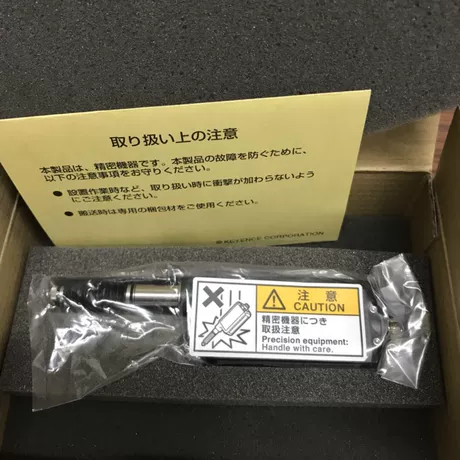 取り扱い上の注意
本製品は、精密機器です。本製品の故障を防ぐために、
以下の注意事項をお守りください。
● 設置作業時など、取り扱い時に衝撃が加わらないよう
にご注意ください。
● 搬送時は専用の梱包材をご使用ください。
KEYENCE CORPORATION
注意
CAUTION
精密機器につき
取扱注意
Precision equipment:
Handle with care.